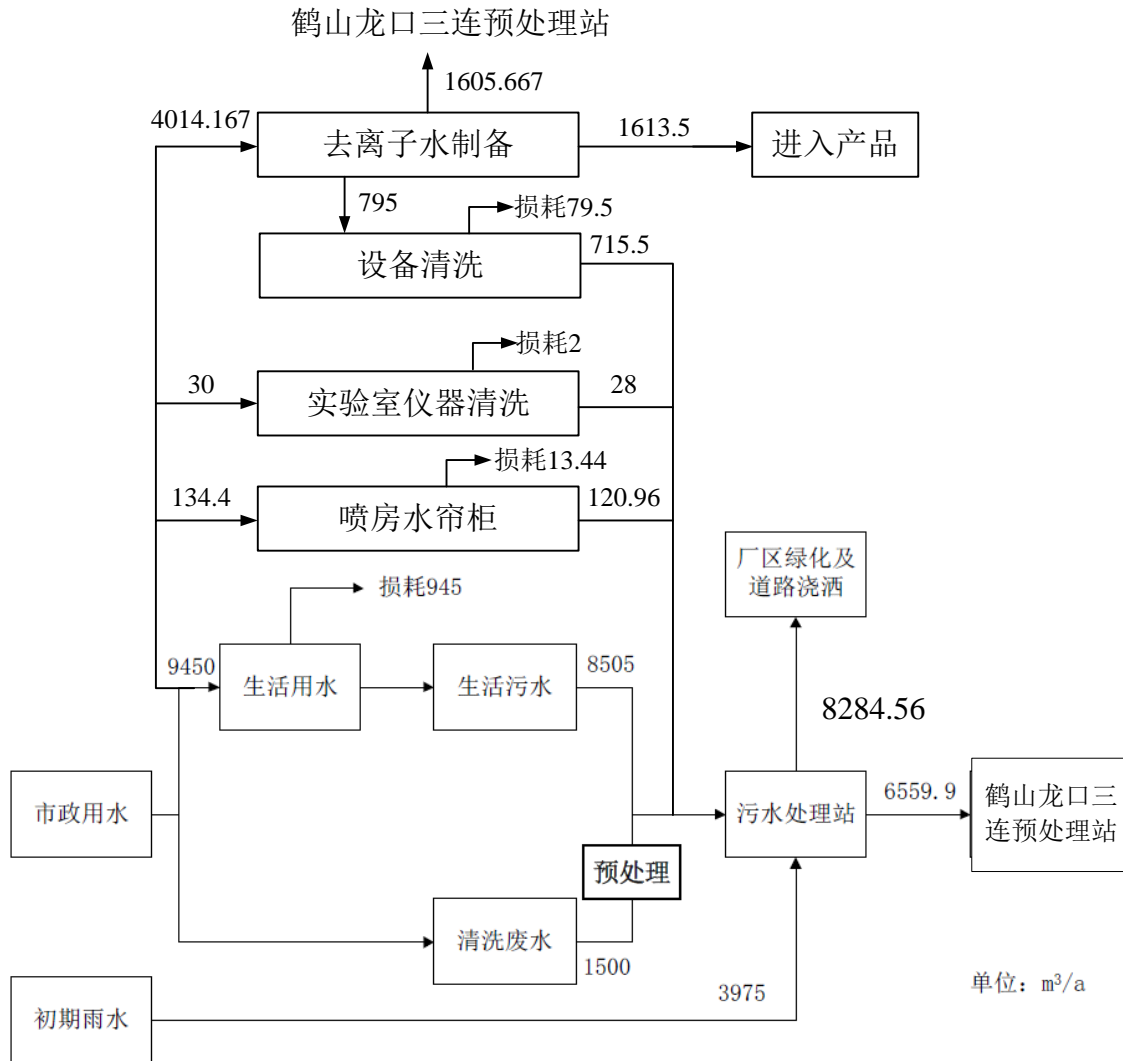 鹤山龙口三连预处理站
1605.667
4014.167
去离子水制备
1613.5
进入产品
795
损耗79.5
设备清洗
715.5
损耗2
30
实验室仪器清洗
28
损耗13.44
134.4
喷房水帘柜
120.96
厂区绿化及
道路浇洒
损耗945
9450
生活用水
生活污水
8505
8284.56
市政用水
污水处理站
6559.9
鹤山龙口三
连预处理站
预处理
清洗废水
1500
3975
单位：m³/a
初期雨水